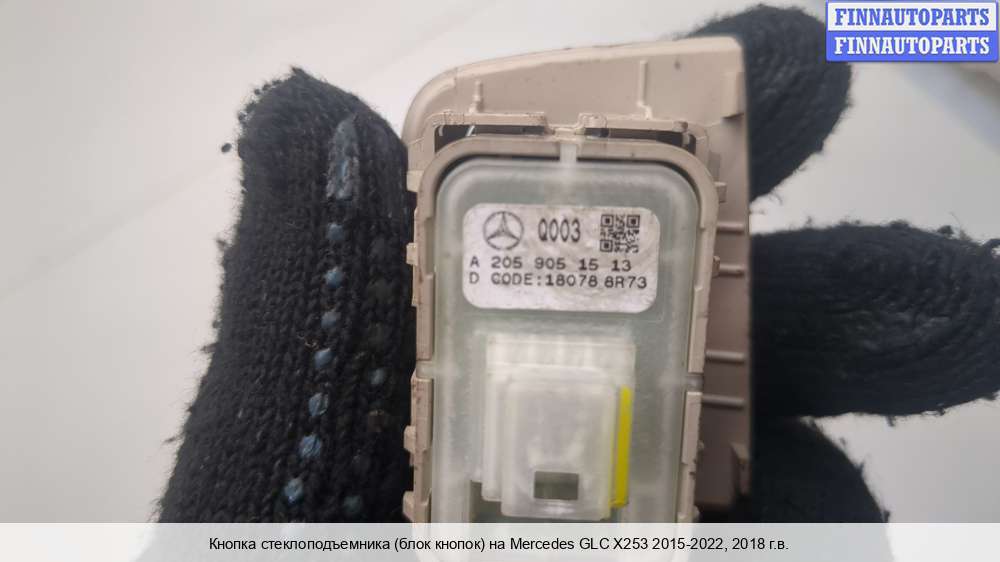 FINNAUTOPARTS
FINNAUTOPARTS
Q003
A 205 905 15 13
D CODE:18078 8R73
Кнопка стеклоподъемника (блок кнопок) на Mercedes GLC X253 2015-2022, 2018 г.в.